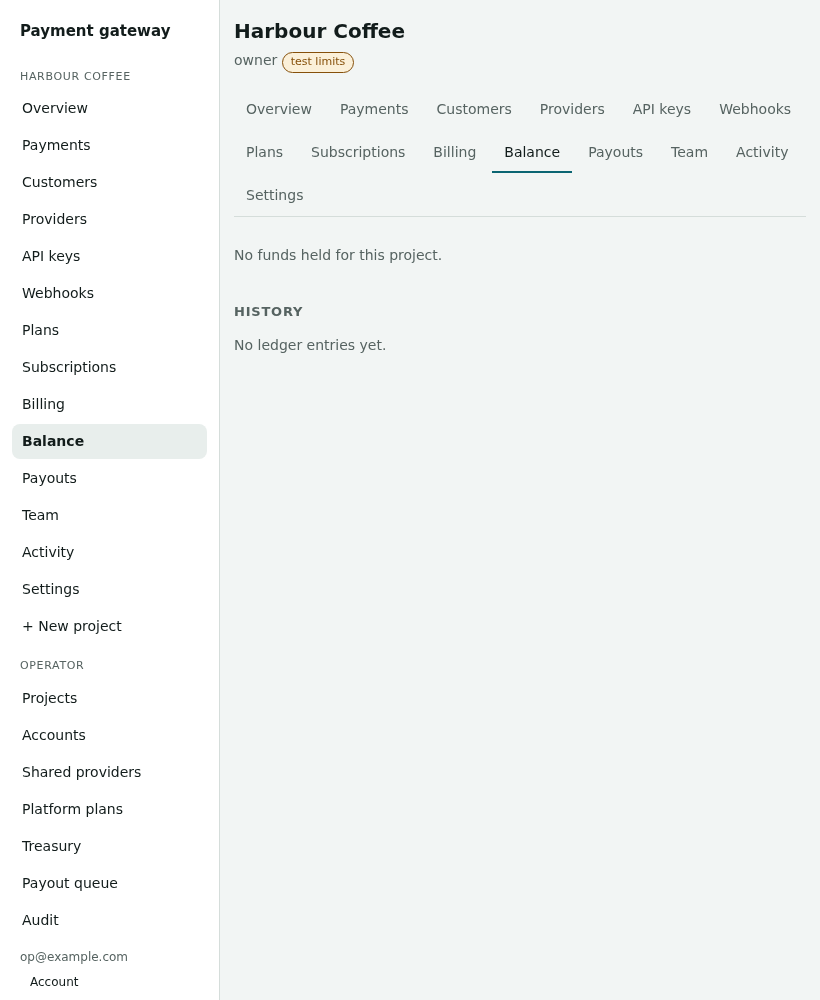 Payment gateway
HARBOUR COFFEE
Overview
Payments
Customers
Providers
API keys
Webhooks
Plans
Subscriptions
Billing
Balance
Payouts
Team
Activity
Settings
+ New project
OPERATOR
Projects
Accounts
Shared providers
Platform plans
Treasury
Payout queue
Audit
op@example.com
Account
Harbour Coffee
owner test limits
Overview Payments Customers Providers API keys Webhooks
Plans Subscriptions Billing Balance Payouts Team Activity
Settings
No funds held for this project.
HISTORY
No ledger entries yet.